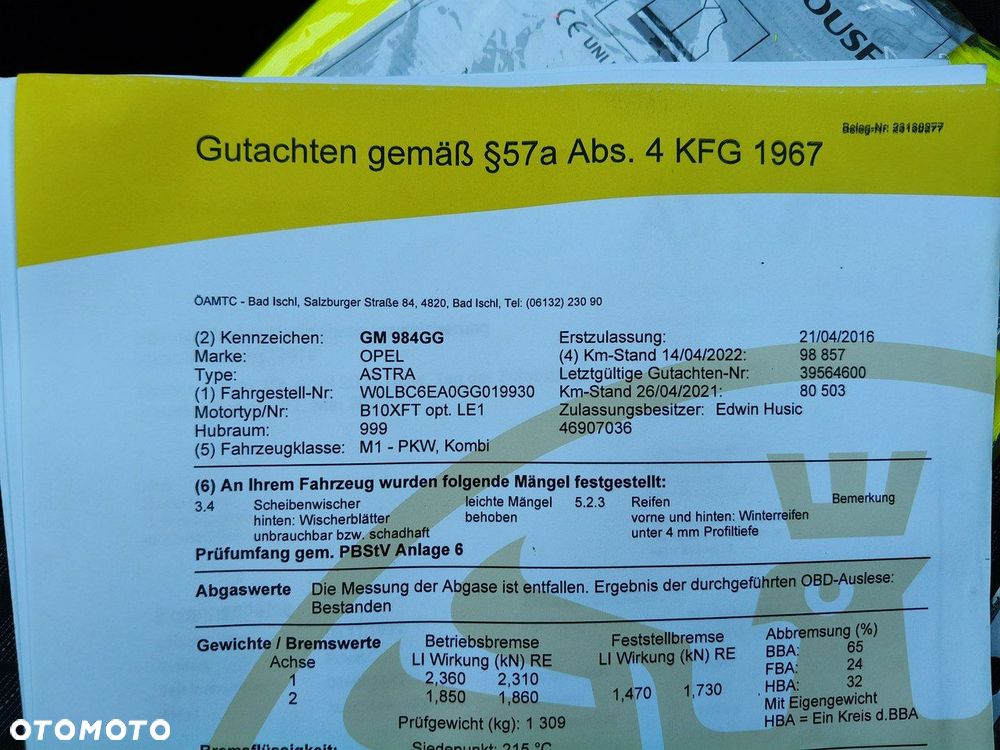 CE UNI
HOUSE
Beleg-Nr. 23160277
Gutachten gemäß §57a Abs. 4 KFG 1967
ÖAMTC - Bad Ischl, Salzburger Straße 84, 4820, Bad Ischl, Tel: (06132) 230 90
(2) Kennzeichen: GM 984GG Erstzulassung: 21/04/2016
Marke: OPEL (4) Km-Stand 14/04/2022: 98 857
Type: ASTRA Letztgültige Gutachten-Nr: 39564600
(1) Fahrgestell-Nr: W0LBC6EA0GG019930 Km-Stand 26/04/2021: 80 503
Motortyp/Nr: B10XFT opt. LE1 Zulassungsbesitzer: Edwin Husic
Hubraum: 999 46907036
(5) Fahrzeugklasse: M1 - PKW, Kombi
(6) An Ihrem Fahrzeug wurden folgende Mängel festgestellt:
3.4 Scheibenwischer leichte Mängel 5.2.3 Reifen Bemerkung
hinten: Wischerblätter behoben vorne und hinten: Winterreifen
unbrauchbar bzw. schadhaft unter 4 mm Profiltiefe
Prüfumfang gem. PBStV Anlage 6
Abgaswerte Die Messung der Abgase ist entfallen. Ergebnis der durchgeführten OBD-Auslese:
Bestanden
Gewichte / Bremswerte Betriebsbremse Feststellbremse Abbremsung (%)
Achse LI Wirkung (kN) RE LI Wirkung (kN) RE BBA: 65
1 2,360 2,310 FBA: 24
2 1,850 1,860 1,470 1,730 HBA: 32
Mit Eigengewicht
Prüfgewicht (kg): 1 309 HBA = Ein Kreis d.BBA
Bremsflüssigkeit: Siedepunkt: 215 °C
OTOMOTO